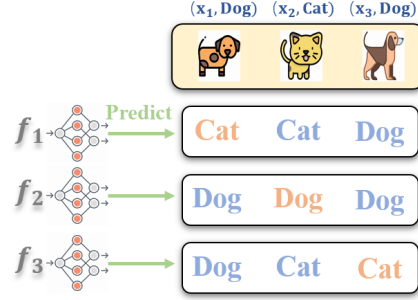 (x₁, Dog) (x₂, Cat) (x₃, Dog)
f₁ Predict Cat Cat Dog
f₂ Dog Dog Dog
f₃ Dog Cat Cat